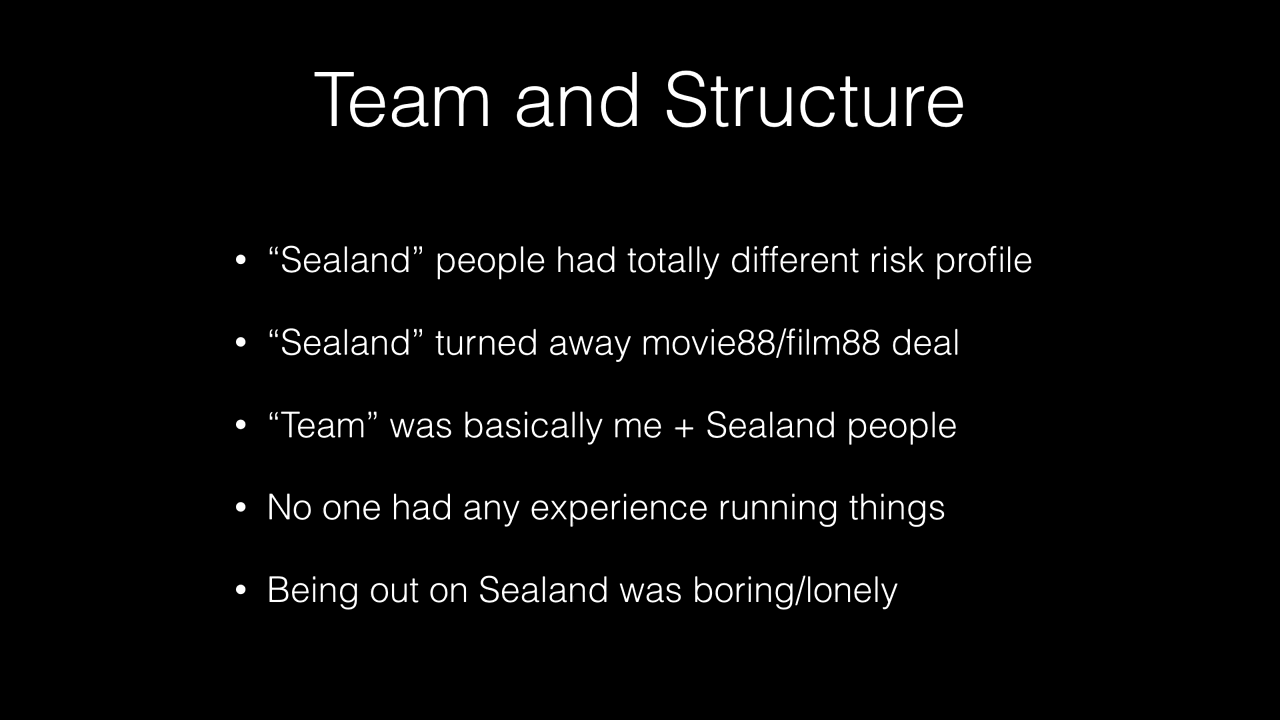 Team and Structure
• “Sealand” people had totally different risk profile
• “Sealand” turned away movie88/film88 deal
• “Team” was basically me + Sealand people
• No one had any experience running things
• Being out on Sealand was boring/lonely